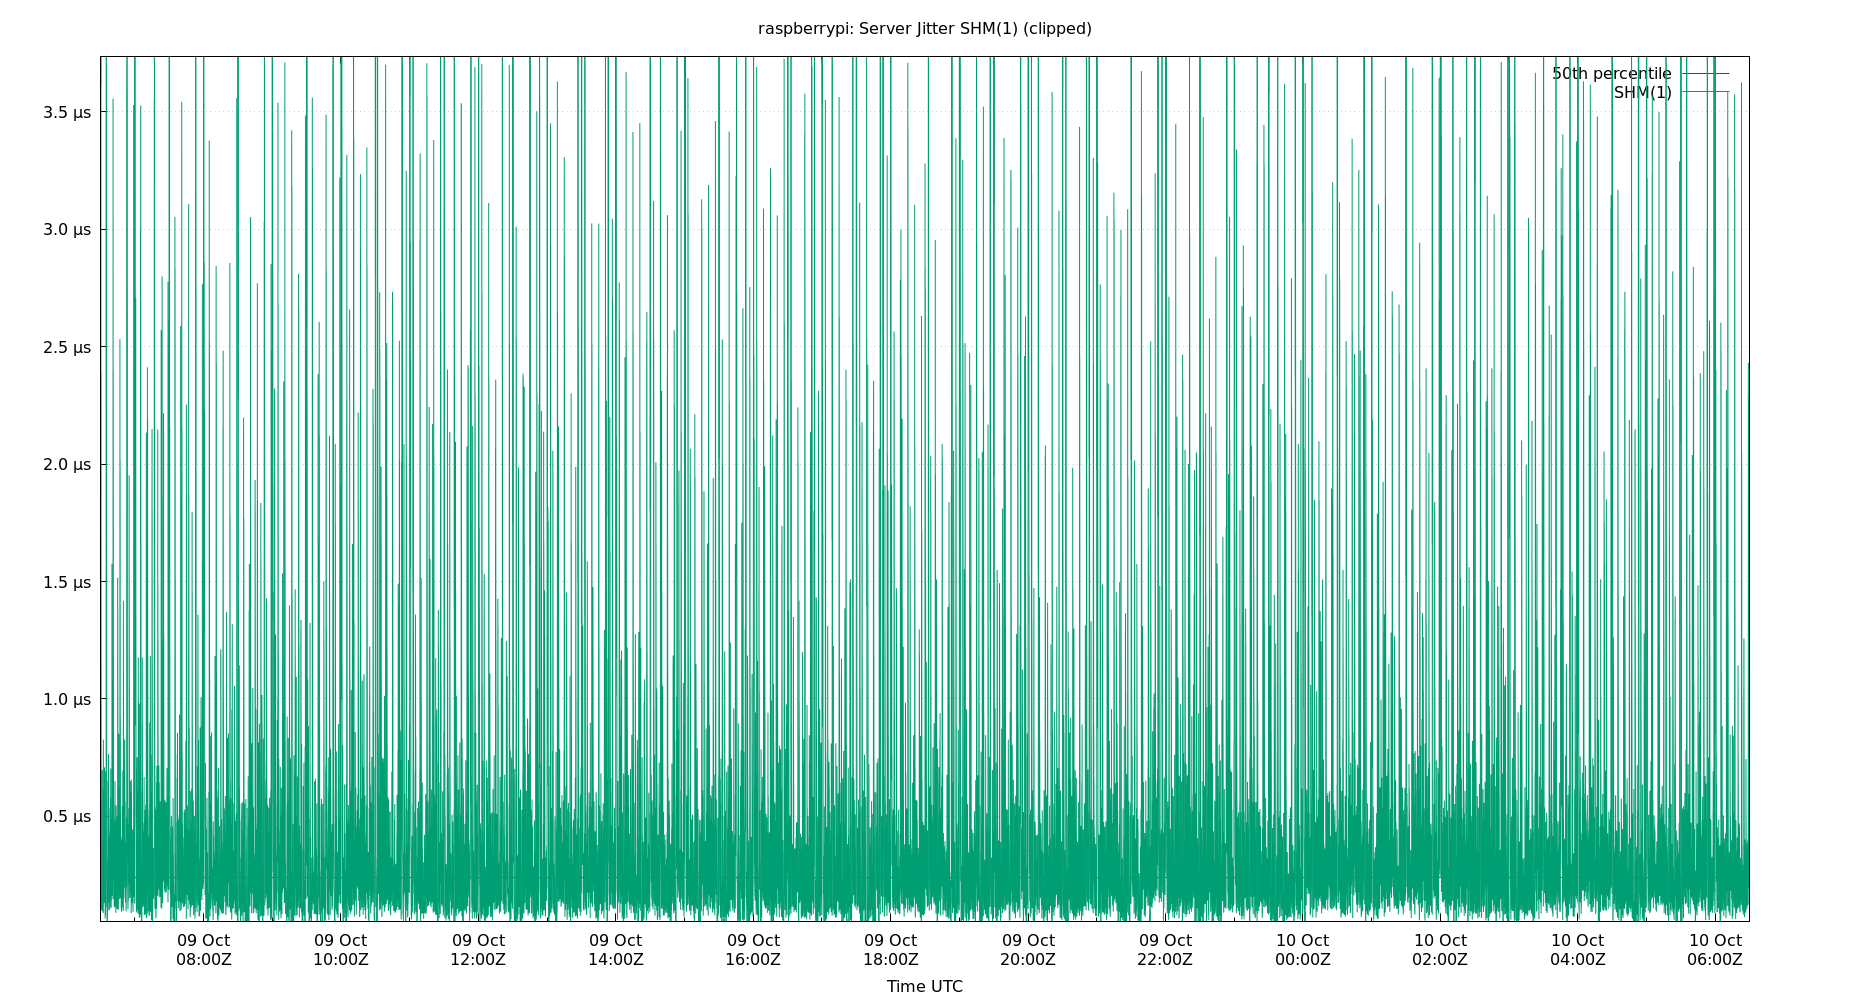 raspberrypi: Server Jitter SHM(1) (clipped)
50th percentile
SHM(1)
3.5 µs
3.0 µs
2.5 µs
2.0 µs
1.5 µs
1.0 µs
0.5 µs
09 Oct 09 Oct 09 Oct 09 Oct 09 Oct 09 Oct 09 Oct 09 Oct 10 Oct 10 Oct 10 Oct 10 Oct
08:00Z 10:00Z 12:00Z 14:00Z 16:00Z 18:00Z 20:00Z 22:00Z 00:00Z 02:00Z 04:00Z 06:00Z
Time UTC